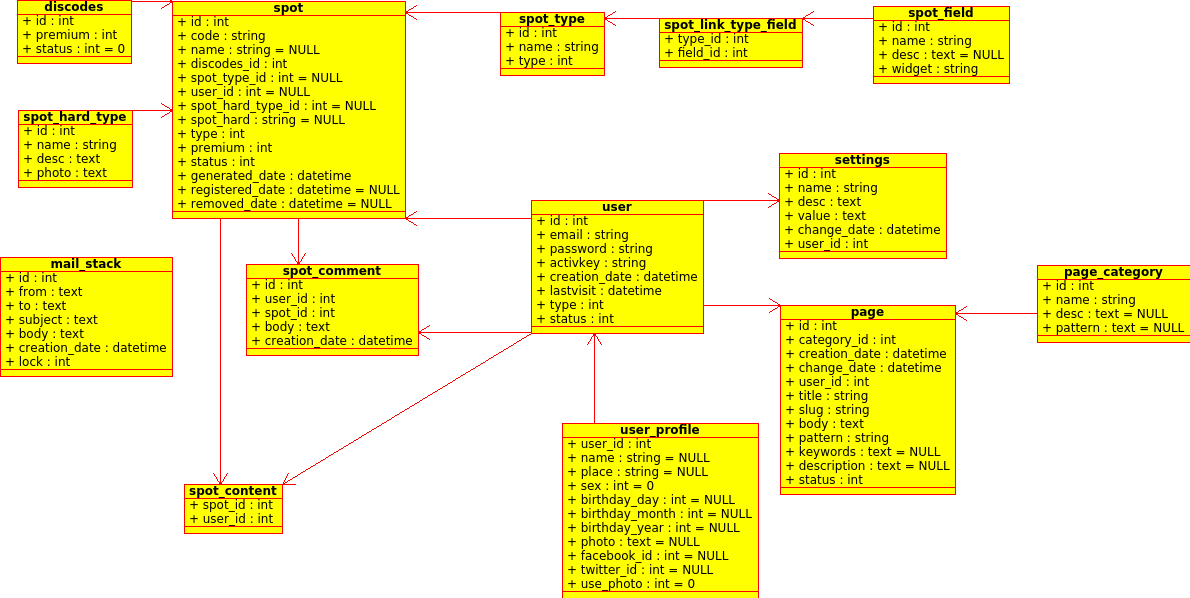 discodes
+ id : int
+ premium : int
+ status : int = 0
spot
+ id : int
+ code : string
+ name : string = NULL
+ discodes_id : int
+ spot_type_id : int = NULL
+ user_id : int = NULL
+ spot_hard_type_id : int = NULL
+ spot_hard : string = NULL
+ type : int
+ premium : int
+ status : int
+ generated_date : datetime
+ registered_date : datetime = NULL
+ removed_date : datetime = NULL
spot_type
+ id : int
+ name : string
+ type : int
spot_link_type_field
+ type_id : int
+ field_id : int
spot_field
+ id : int
+ name : string
+ desc : text = NULL
+ widget : string
spot_hard_type
+ id : int
+ name : string
+ desc : text
+ photo : text
settings
+ id : int
+ name : string
+ desc : text
+ value : text
+ change_date : datetime
+ user_id : int
user
+ id : int
+ email : string
+ password : string
+ activkey : string
+ creation_date : datetime
+ lastvisit : datetime
+ type : int
+ status : int
mail_stack
+ id : int
+ from : text
+ to : text
+ subject : text
+ body : text
+ creation_date : datetime
+ lock : int
spot_comment
+ id : int
+ user_id : int
+ spot_id : int
+ body : text
+ creation_date : datetime
page_category
+ id : int
+ name : string
+ desc : text = NULL
+ pattern : text = NULL
page
+ id : int
+ category_id : int
+ creation_date : datetime
+ change_date : datetime
+ user_id : int
+ title : string
+ slug : string
+ body : text
+ pattern : string
+ keywords : text = NULL
+ description : text = NULL
+ status : int
user_profile
+ user_id : int
+ name : string = NULL
+ place : string = NULL
+ sex : int = 0
+ birthday_day : int = NULL
+ birthday_month : int = NULL
+ birthday_year : int = NULL
+ photo : text = NULL
+ facebook_id : int = NULL
+ twitter_id : int = NULL
+ use_photo : int = 0
spot_content
+ spot_id : int
+ user_id : int